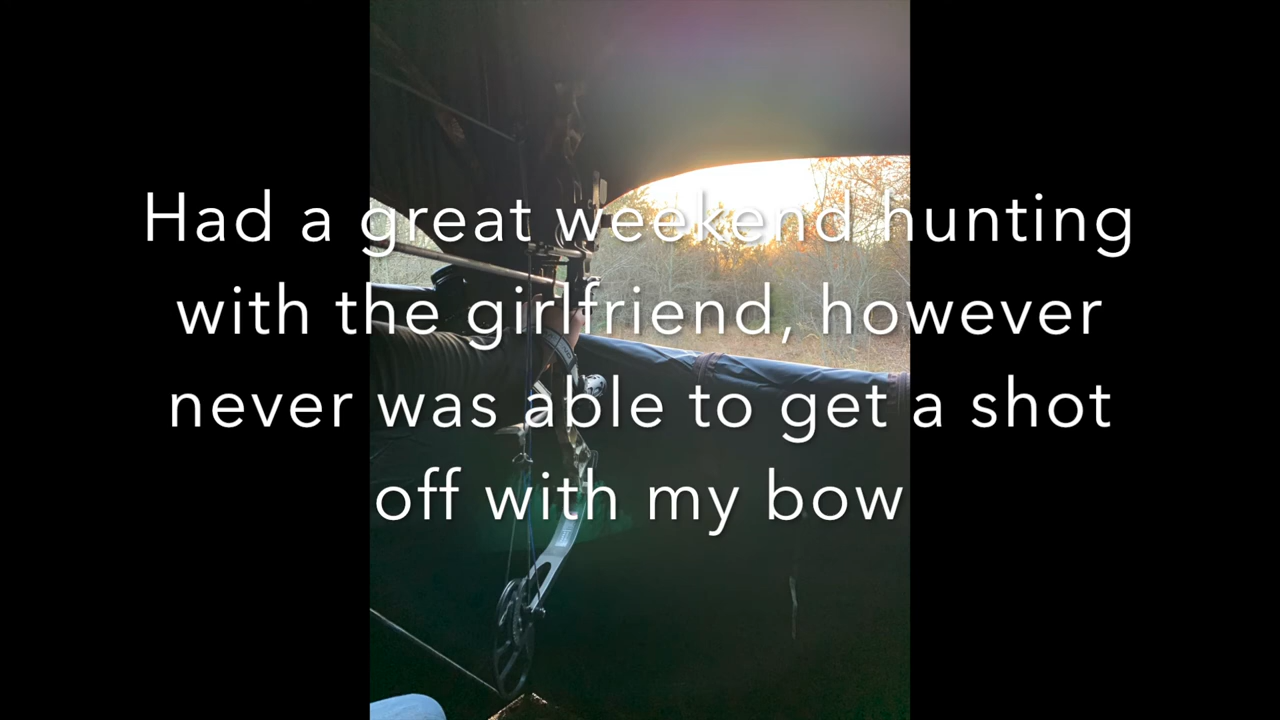 Had a great weekend hunting
with the girlfriend, however
never was able to get a shot
off with my bow